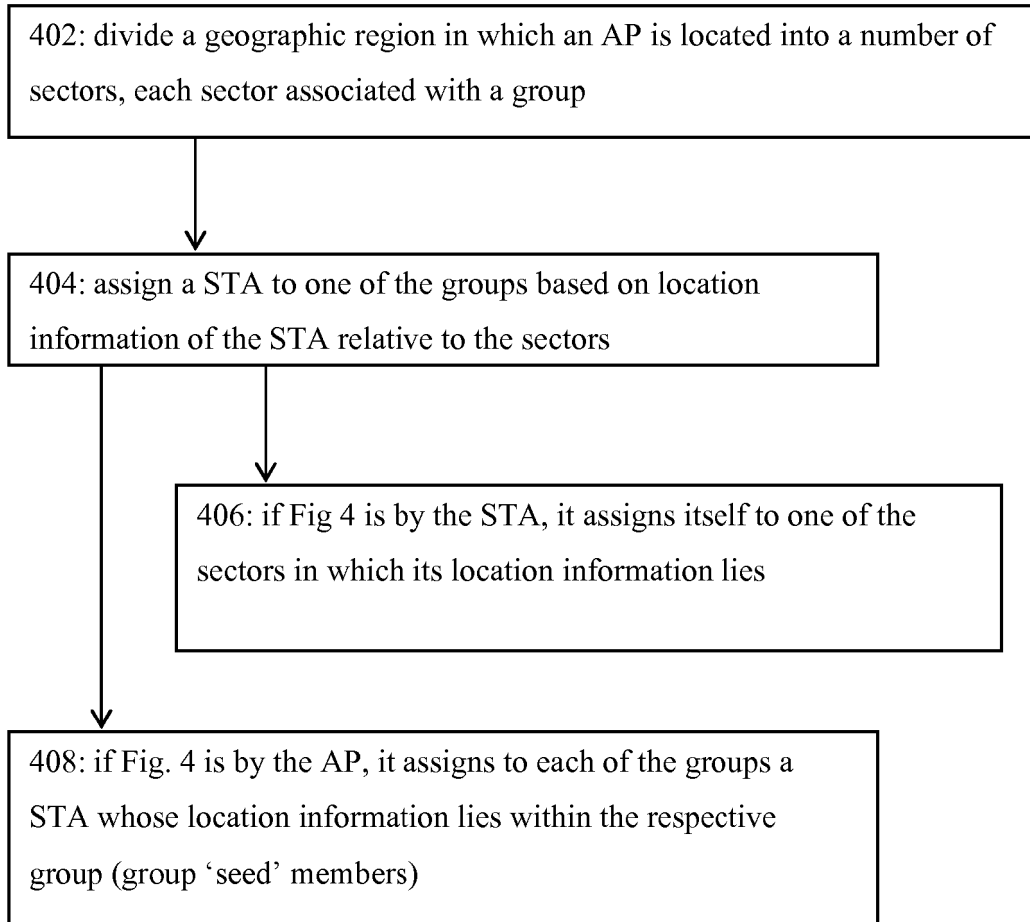 402: divide a geographic region in which an AP is located into a number of
sectors, each sector associated with a group
404: assign a STA to one of the groups based on location
information of the STA relative to the sectors
406: if Fig 4 is by the STA, it assigns itself to one of the
sectors in which its location information lies
408: if Fig. 4 is by the AP, it assigns to each of the groups a
STA whose location information lies within the respective
group (group ‘seed’ members)